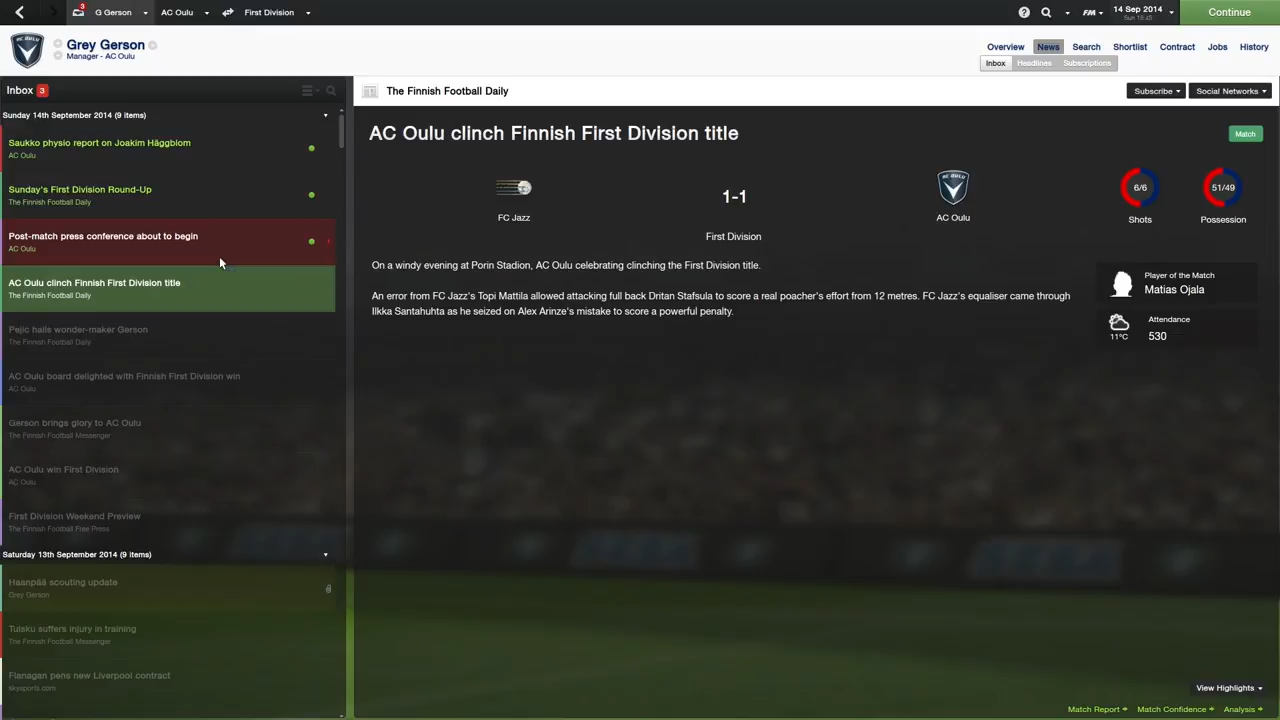 3
G Gerson
AC Oulu
First Division
FM
14 Sep 2014
Sun 18:45
Continue
Grey Gerson
Manager - AC Oulu
Overview
News
Search
Shortlist
Contract
Jobs
History
Inbox
Headlines
Subscriptions
Inbox 3
Sunday 14th September 2014 (9 items)
Saukko physio report on Joakim Häggblom
AC Oulu
Sunday's First Division Round-Up
The Finnish Football Daily
Post-match press conference about to begin
AC Oulu
AC Oulu clinch Finnish First Division title
The Finnish Football Daily
Pejic hails wonder-maker Gerson
The Finnish Football Daily
AC Oulu board delighted with Finnish First Division win
AC Oulu
Gerson brings glory to AC Oulu
The Finnish Football Messenger
AC Oulu win First Division
AC Oulu
First Division Weekend Preview
The Finnish Football Free Press
Saturday 13th September 2014 (9 items)
Haanpää scouting update
Grey Gerson
Tuisku suffers injury in training
The Finnish Football Messenger
Flanagan pens new Liverpool contract
skysports.com
The Finnish Football Daily
Subscribe
Social Networks
AC Oulu clinch Finnish First Division title
Match
FC Jazz
1-1
AC OULU
AC Oulu
First Division
6/6
Shots
51/49
Possession
On a windy evening at Porin Stadion, AC Oulu celebrating clinching the First Division title.
An error from FC Jazz's Topi Mattila allowed attacking full back Dritan Stafsula to score a real poacher's effort from 12 metres. FC Jazz's equaliser came through
Ilkka Santahuhta as he seized on Alex Arinze's mistake to score a powerful penalty.
Player of the Match
Matias Ojala
11°C
Attendance
530
View Highlights
Match Report
Match Confidence
Analysis